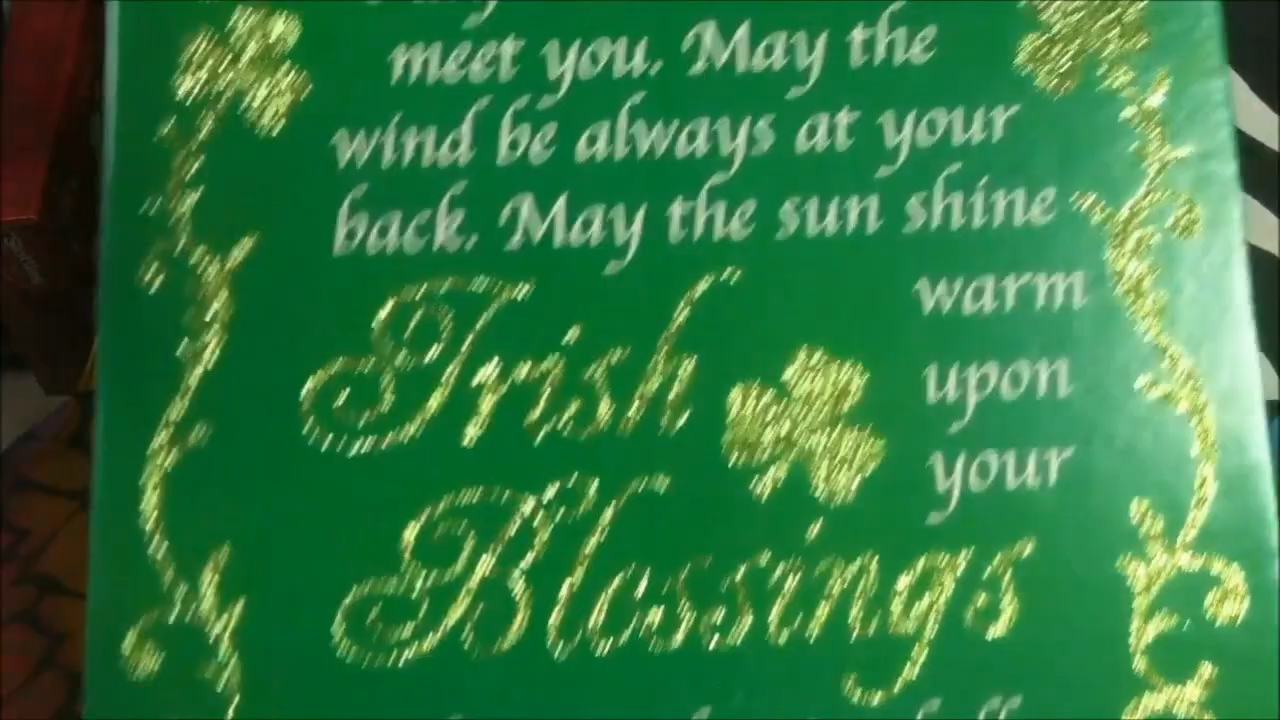 meet you. May the
wind be always at your
back. May the sun shine
warm
upon
your
Irish
Blessings